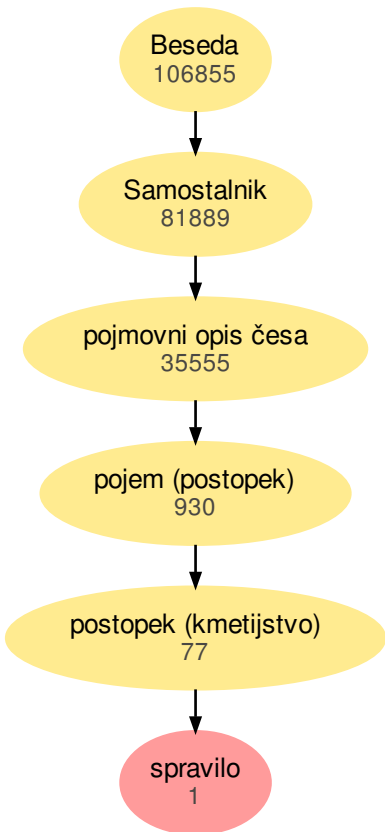 Beseda
106855
Samostalnik
81889
pojmovni opis česa
35555
pojem (postopek)
930
postopek (kmetijstvo)
77
spravilo
1